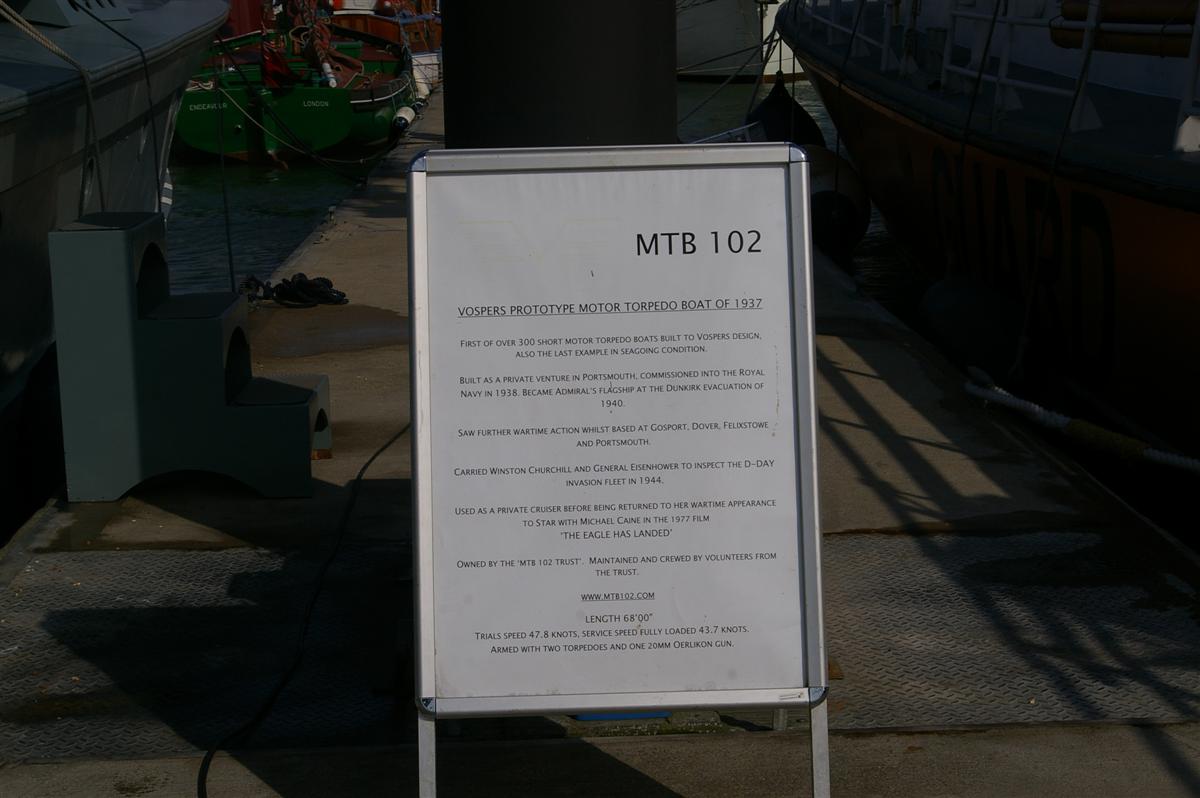 ENDEAVOUR LONDON
GUARD
MTB 102
VOSPERS PROTOTYPE MOTOR TORPEDO BOAT OF 1937
FIRST OF OVER 300 SHORT MOTOR TORPEDO BOATS BUILT TO VOSPERS DESIGN,
ALSO THE LAST EXAMPLE IN SEAGOING CONDITION.
BUILT AS A PRIVATE VENTURE IN PORTSMOUTH, COMMISSIONED INTO THE ROYAL
NAVY IN 1938. BECAME ADMIRAL'S FLAGSHIP AT THE DUNKIRK EVACUATION OF
1940.
SAW FURTHER WARTIME ACTION WHILST BASED AT GOSPORT, DOVER, FELIXSTOWE
AND PORTSMOUTH.
CARRIED WINSTON CHURCHILL AND GENERAL EISENHOWER TO INSPECT THE D-DAY
INVASION FLEET IN 1944.
USED AS A PRIVATE CRUISER BEFORE BEING RETURNED TO HER WARTIME APPEARANCE
TO STAR WITH MICHAEL CAINE IN THE 1977 FILM
'THE EAGLE HAS LANDED'
OWNED BY THE 'MTB 102 TRUST'. MAINTAINED AND CREWED BY VOLUNTEERS FROM
THE TRUST.
WWW.MTB102.COM
LENGTH 68'00"
TRIALS SPEED 47.8 KNOTS, SERVICE SPEED FULLY LOADED 43.7 KNOTS.
ARMED WITH TWO TORPEDOES AND ONE 20MM OERLIKON GUN.